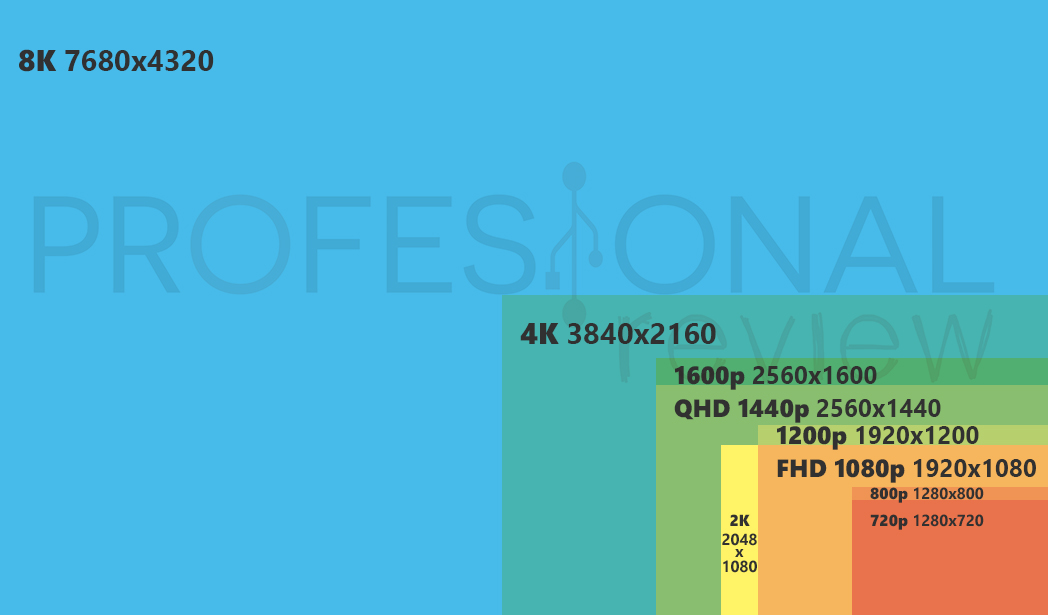 8K 7680x4320
PROFESIONAL
review
4K 3840x2160
1600p 2560x1600
QHD 1440p 2560x1440
1200p 1920x1200
FHD 1080p 1920x1080
800p 1280x800
720p 1280x720
2K
2048
x
1080